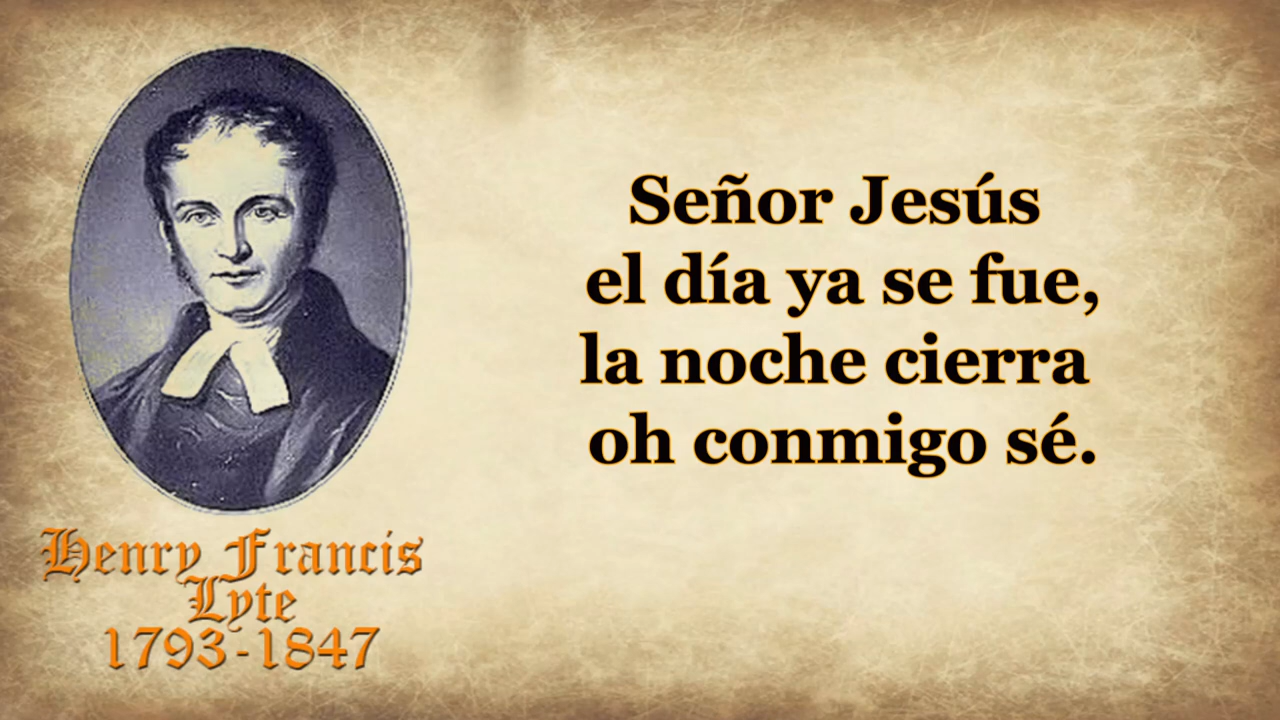 Señor Jesús
el día ya se fue,
la noche cierra
oh conmigo sé.
Henry Francis
Lyte
1793-1847